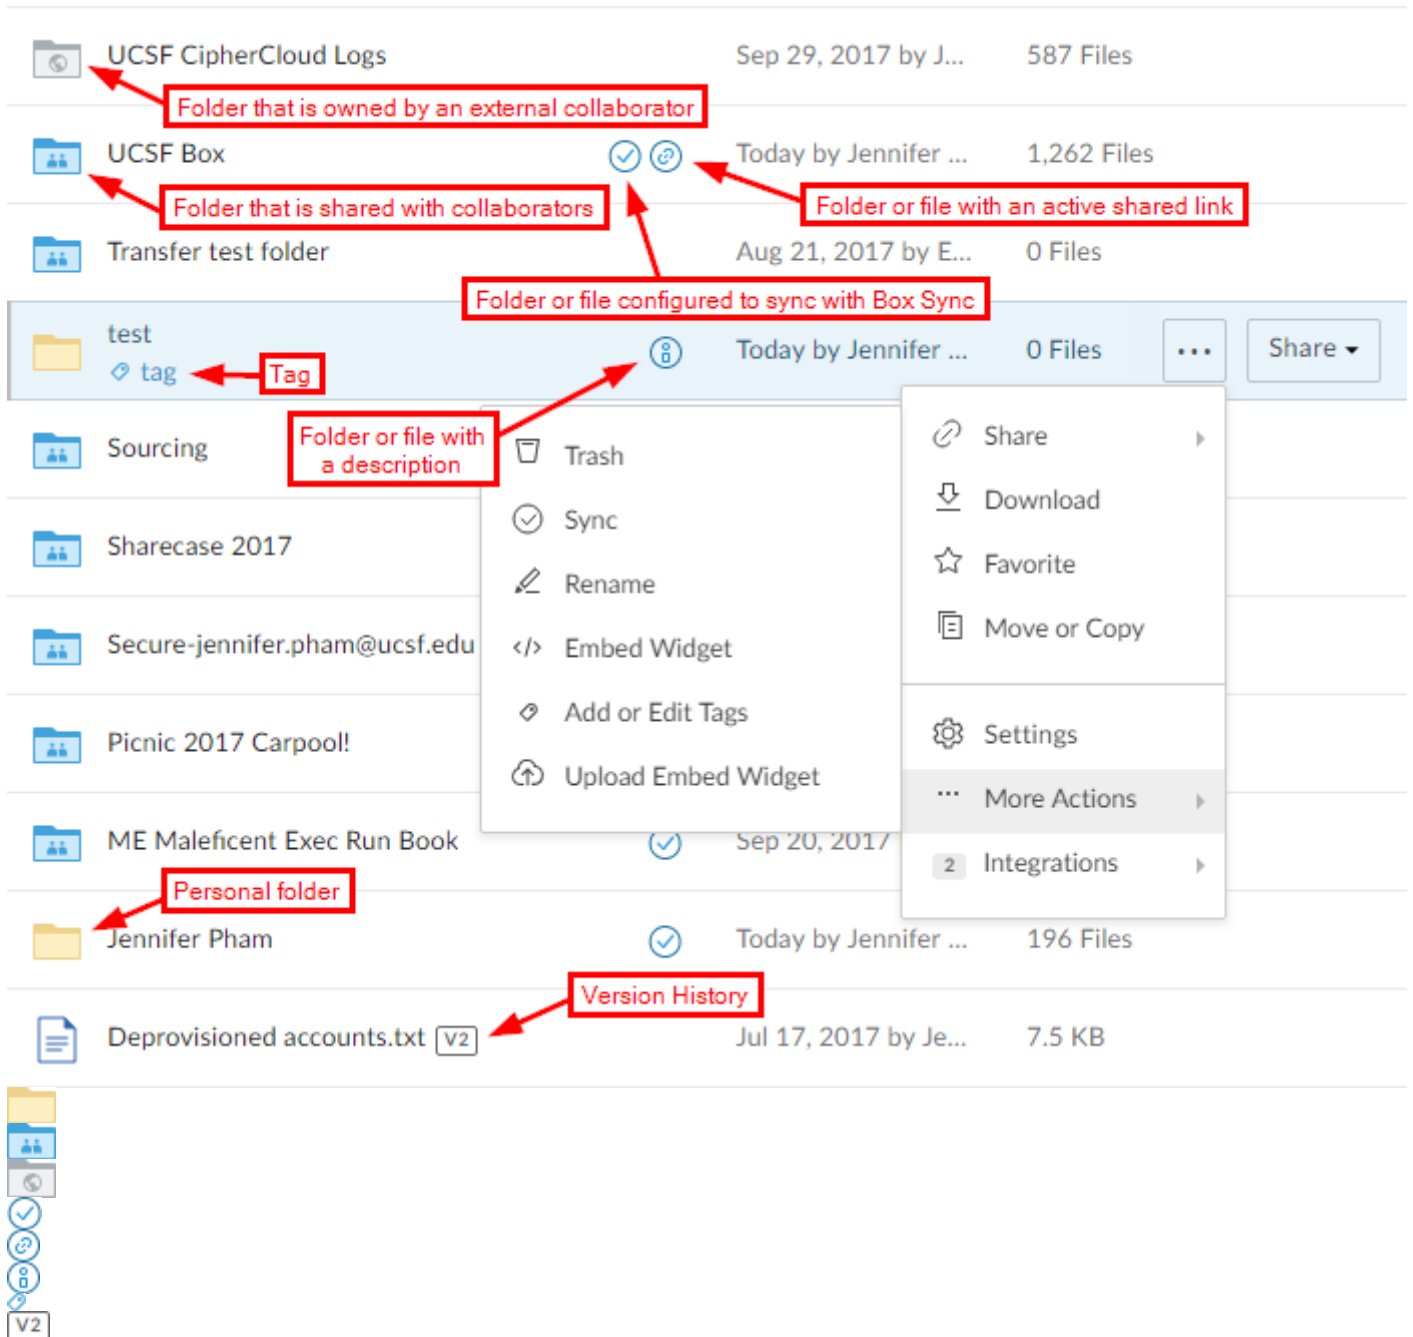 UCSF CipherCloud Logs Sep 29, 2017 by J... 587 Files
Folder that is owned by an external collaborator
UCSF Box Today by Jennifer ... 1,262 Files
Folder that is shared with collaborators
Folder or file with an active shared link
Transfer test folder Aug 21, 2017 by E... 0 Files
Folder or file configured to sync with Box Sync
test Today by Jennifer ... 0 Files ... Share
tag
Tag
Folder or file with
a description
Sourcing
Sharecase 2017
Secure-jennifer.pham@ucsf.edu
Picnic 2017 Carpool!
Trash
Sync
Rename
Embed Widget
Add or Edit Tags
Upload Embed Widget
Share
Download
Favorite
Move or Copy
Settings
... More Actions
2 Integrations
ME Maleficent Exec Run Book Sep 20, 2017
Personal folder
Jennifer Pham Today by Jennifer ... 196 Files
Version History
Deprovisioned accounts.txt V2 Jul 17, 2017 by Je... 7.5 KB
V2